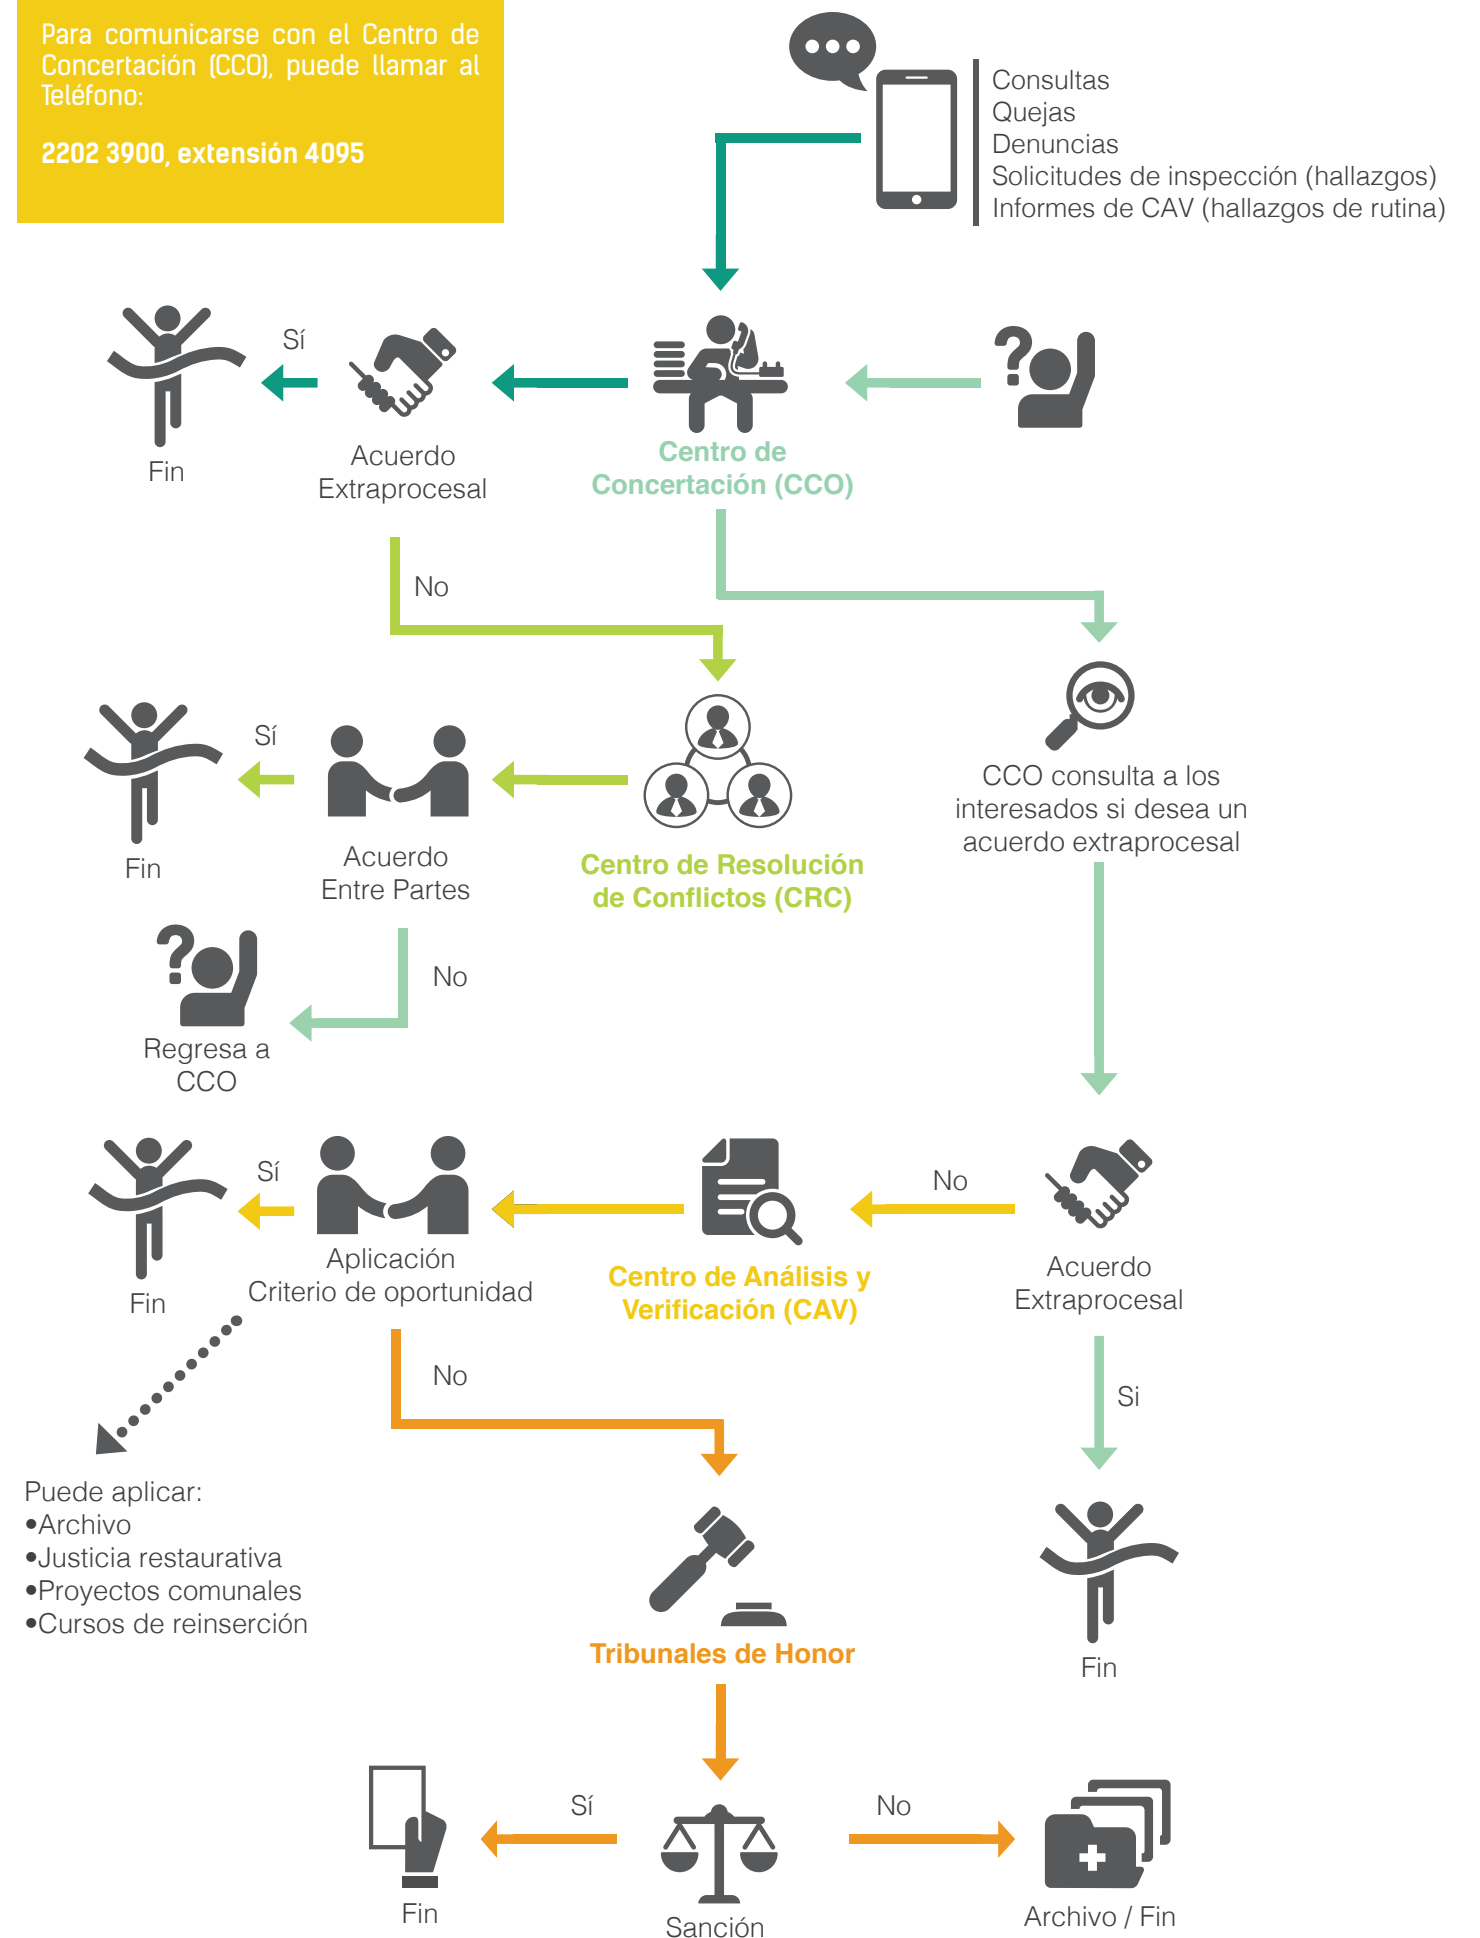 Para comunicarse con el Centro de
Concertación (CCO), puede llamar al
Teléfono:
2202 3900, extensión 4095
Consultas
Quejas
Denuncias
Solicitudes de inspección (hallazgos)
Informes de CAV (hallazgos de rutina)
Sí
Fin
Acuerdo
Extraprocesal
Centro de
Concertación (CCO)
No
Sí
Fin
Acuerdo
Entre Partes
Centro de Resolución
de Conflictos (CRC)
CCO consulta a los
interesados si desea un
acuerdo extraprocesal
No
Regresa a
CCO
Sí
Fin
Aplicación
Criterio de oportunidad
Centro de Análisis y
Verificación (CAV)
No
Acuerdo
Extraprocesal
No
Si
Puede aplicar:
•Archivo
•Justicia restaurativa
•Proyectos comunales
•Cursos de reinserción
Tribunales de Honor
Fin
Sí
No
Fin
Sanción
Archivo / Fin